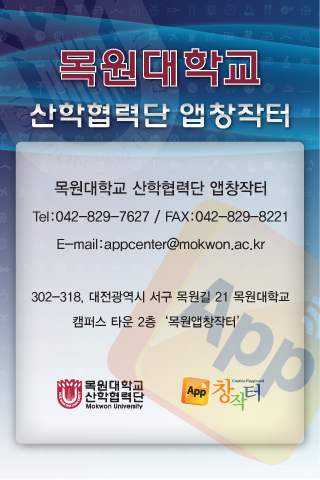 목원대학교
산학협력단 앱창작터
목원대학교 산학협력단 앱창작터
Tel:042-829-7627 / FAX:042-829-8221
E-mail:appcenter@mokwon.ac.kr
302-318, 대전광역시 서구 목원길 21 목원대학교
캠퍼스 타운 2층 ‘목원앱창작터’
App
목원대학교
산학협력단
Mokwon University
Creation Playground
App 창작터